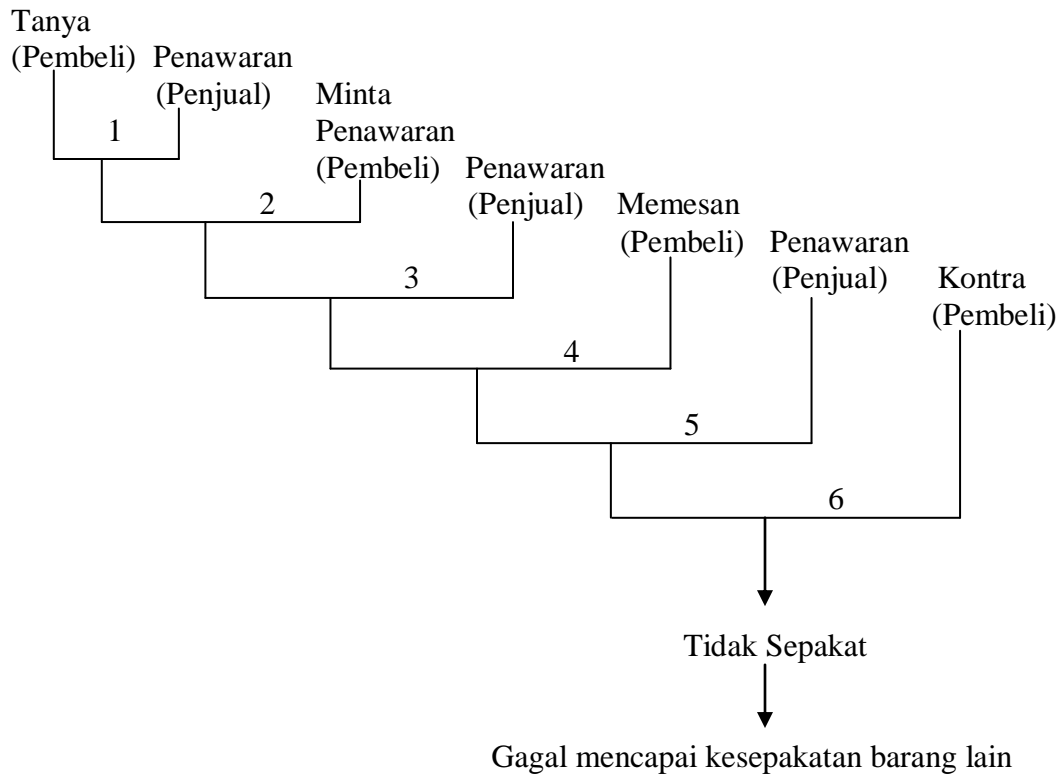 Tanya
(Pembeli)
Penawaran
(Penjual)
Minta
Penawaran
(Pembeli)
Penawaran
(Penjual)
Memesan
(Pembeli)
Penawaran
(Penjual)
Kontra
(Pembeli)
1
2
3
4
5
6
Tidak Sepakat
Gagal mencapai kesepakatan barang lain